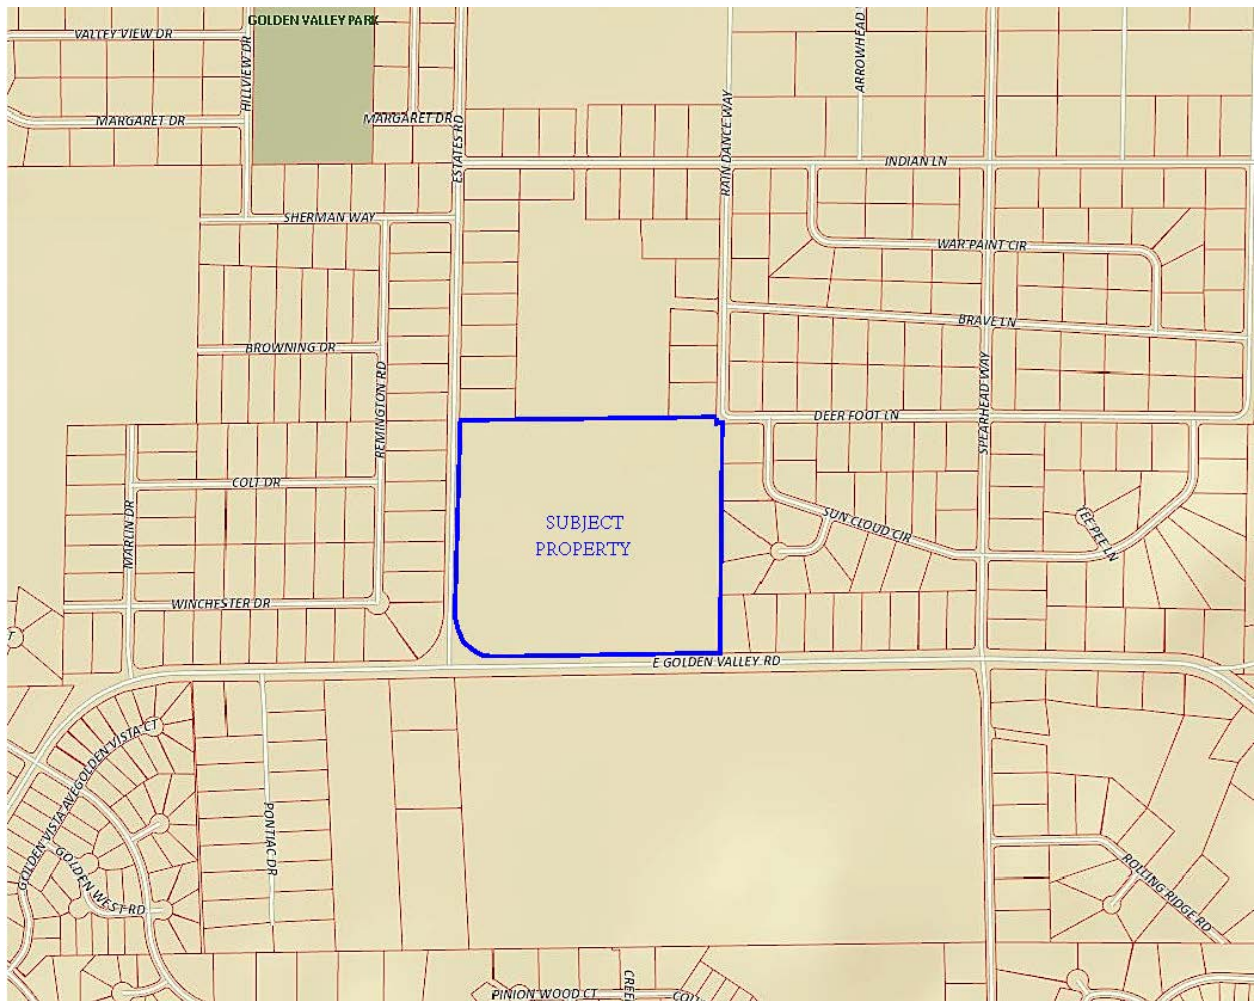 GOLDEN VALLEY PARK
VALLEY VIEW DR
HILLVIEW DR
ARROWHEAD
MARGARET DR
MARGARET DR
ESTATES RD
RAIN DANCE WAY
INDIAN LN
SHERMAN WAY
WAR PAINT CIR
BROWNING DR
REMINGTON RD
BRAVE LN
SPEARHEAD WAY
DEER FOOT LN
COLT DR
MARLIN DR
SUBJECT
PROPERTY
SUN CLOUD CIR
TEE PEE LN
WINCHESTER DR
T
E GOLDEN VALLEY RD
GOLDEN VISTA CT
GOLDEN VISTA AVE
PONTIAC DR
GOLDEN WEST RD
ROLLING RIDGE RD
PINION WOOD CT
CREE
COU